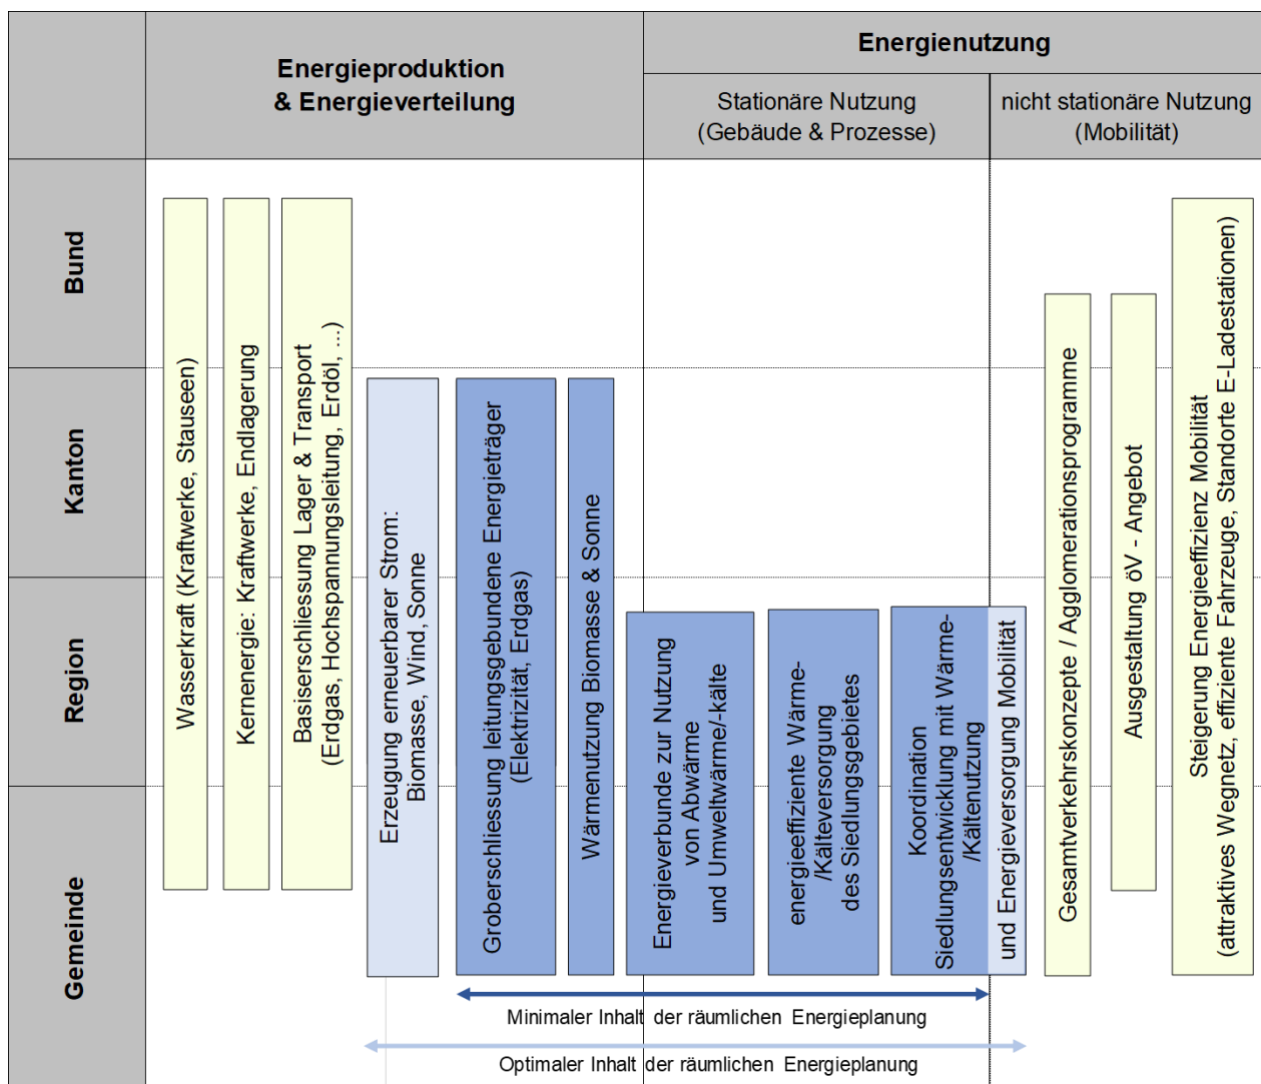 Energieproduktion
& Energieverteilung
Energienutzung
Stationäre Nutzung
(Gebäude & Prozesse)
nicht stationäre Nutzung
(Mobilität)
Bund
Kanton
Region
Gemeinde
Wasserkraft (Kraftwerke, Stauseen)
Kernenergie: Kraftwerke, Endlagerung
Basiserschliessung Lager & Transport
(Erdgas, Hochspannungsleitung, Erdöl, ...)
Erzeugung erneuerbarer Strom:
Biomasse, Wind, Sonne
Groberschliessung leitungsgebundene Energieträger
(Elektrizität, Erdgas)
Wärmenutzung Biomasse & Sonne
Energieverbunde zur Nutzung
von Abwärme
und Umweltwärme/-kälte
energieeffiziente Wärme-
/Kälteversorgung
des Siedlungsgebietes
Koordination
Siedlungsentwicklung mit Wärme-
/Kältenutzung
und Energieversorgung Mobilität
Gesamtverkehrskonzepte / Agglomerationsprogramme
Ausgestaltung öV - Angebot
Steigerung Energieeffizienz Mobilität
(attraktives Wegnetz, effiziente Fahrzeuge, Standorte E-Ladestationen)
Minimaler Inhalt der räumlichen Energieplanung
Optimaler Inhalt der räumlichen Energieplanung